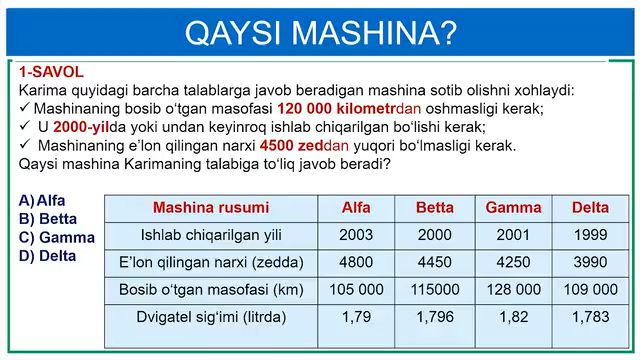 QAYSI MASHINA?
1-SAVOL
Karima quyidagi barcha talablarga javob beradigan mashina sotib olishni xohlaydi:
✓ Mashinaning bosib o‘tgan masofasi 120 000 kilometrdan oshmasligi kerak;
✓ U 2000-yilda yoki undan keyinroq ishlab chiqarilgan bo‘lishi kerak;
✓ Mashinaning e’lon qilingan narxi 4500 zeddan yuqori bo‘lmasligi kerak.
Qaysi mashina Karimaning talabiga to‘liq javob beradi?
A) Alfa
B) Betta
C) Gamma
D) Delta
Mashina rusumi Alfa Betta Gamma Delta
Ishlab chiqarilgan yili 2003 2000 2001 1999
E’lon qilingan narxi (zedda) 4800 4450 4250 3990
Bosib o‘tgan masofasi (km) 105 000 115000 128 000 109 000
Dvigatel sig‘imi (litrda) 1,79 1,796 1,82 1,783